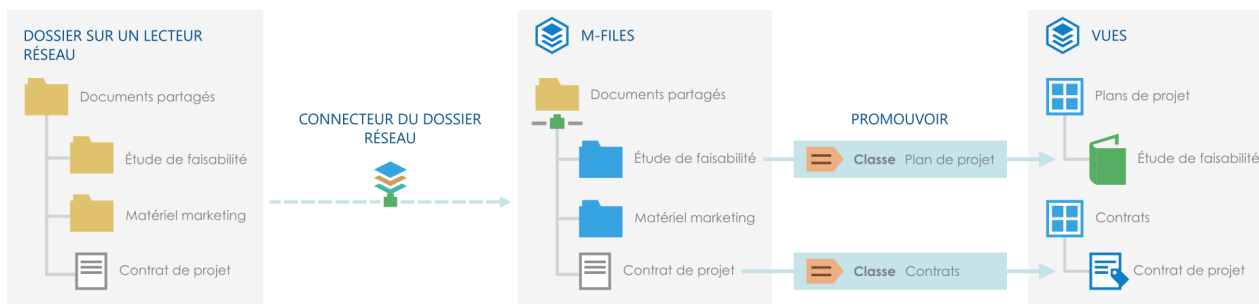 DOSSIER SUR UN LECTEUR
RÉSEAU
Documents partagés
Étude de faisabilité
Matériel marketing
Contrat de projet
CONNECTEUR DU DOSSIER
RÉSEAU
M-FILES
Documents partagés
Étude de faisabilité
Matériel marketing
Contrat de projet
PROMOUVOIR
Classe Plan de projet
Classe Contrats
VUES
Plans de projet
Étude de faisabilité
Contrats
Contrat de projet